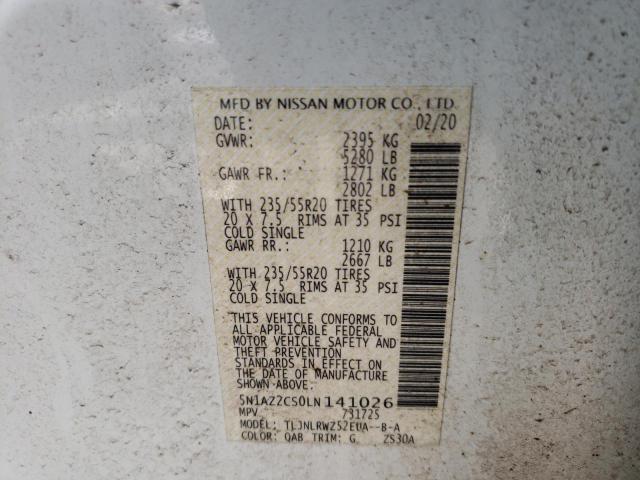 MFD BY NISSAN MOTOR CO., LTD.
DATE: 02/20
GVWR: 2395 KG
5280 LB
GAWR FR.: 1271 KG
2802 LB
WITH 235/55R20 TIRES
20 X 7.5 RIMS AT 35 PSI
COLD SINGLE
GAWR RR.: 1210 KG
2667 LB
WITH 235/55R20 TIRES
20 X 7.5 RIMS AT 35 PSI
COLD SINGLE
THIS VEHICLE CONFORMS TO
ALL APPLICABLE FEDERAL
MOTOR VEHICLE SAFETY AND
THEFT PREVENTION
STANDARDS IN EFFECT ON
THE DATE OF MANUFACTURE
SHOWN ABOVE.
5N1AZ2CS0LN141026
MPV 731725
MODEL: TLJNLRWZ52EUA--B-A
COLOR: QAB TRIM: G Z530A